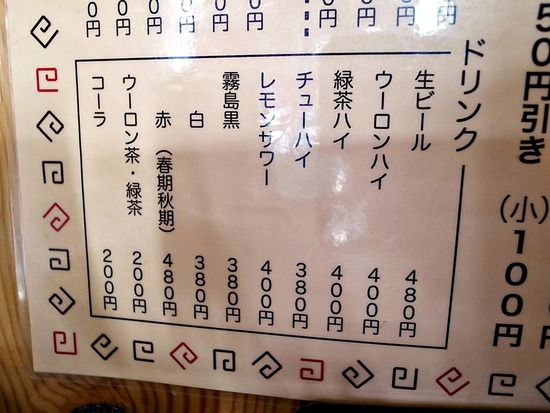 ５０円引き
（小）１００円
ドリンク
生ビール ４８０円
ウーロンハイ ４００円
緑茶ハイ ４００円
チューハイ ３８０円
レモンサワー ４００円
霧島黒 ３８０円
白 ３８０円
赤（春期秋期） ４８０円
ウーロン茶・緑茶 ２００円
コーラ ２００円